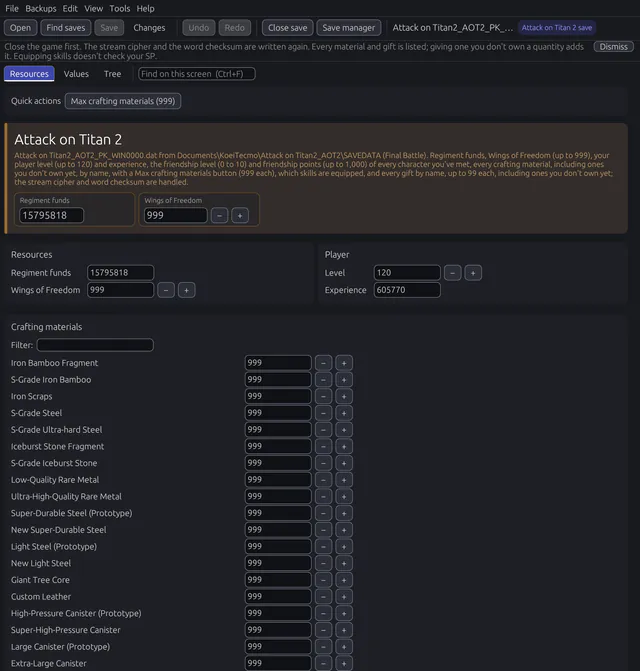 File Backups Edit View Tools Help
Open Find saves Save Changes Undo Redo Close save Save manager Attack on Titan2_AOT2_PK_... Attack on Titan 2 save
Close the game first. The stream cipher and the word checksum are written again. Every material and gift is listed; giving one you don't own a quantity adds
it. Equipping skills doesn't check your SP.
Dismiss
Resources Values Tree Find on this screen (Ctrl+F)
Quick actions Max crafting materials (999)
Attack on Titan 2
Attack on Titan2_AOT2_PK_WIN0000.dat from Documents\KoeiTecmo\Attack on Titan2_AOT2\SAVEDATA (Final Battle). Regiment funds, Wings of Freedom (up to 999), your
player level (up to 120) and experience, the friendship level (0 to 10) and friendship points (up to 1,000) of every character you've met, every crafting material, including ones
you don't own yet, by name, with a Max crafting materials button (999 each), which skills are equipped, and every gift by name, up to 99 each, including ones you don't own yet;
the stream cipher and word checksum are handled.
Regiment funds Wings of Freedom
15795818 999 − +
Resources Player
Regiment funds 15795818 Level 120 − +
Wings of Freedom 999 − + Experience 605770
Crafting materials
Filter:
Iron Bamboo Fragment 999 − +
S-Grade Iron Bamboo 999 − +
Iron Scraps 999 − +
S-Grade Steel 999 − +
S-Grade Ultra-hard Steel 999 − +
Iceburst Stone Fragment 999 − +
S-Grade Iceburst Stone 999 − +
Low-Quality Rare Metal 999 − +
Ultra-High-Quality Rare Metal 999 − +
Super-Durable Steel (Prototype) 999 − +
New Super-Durable Steel 999 − +
Light Steel (Prototype) 999 − +
New Light Steel 999 − +
Giant Tree Core 999 − +
Custom Leather 999 − +
High-Pressure Canister (Prototype) 999 − +
Super-High-Pressure Canister 999 − +
Large Canister (Prototype) 999 − +
Extra-Large Canister 999 − +